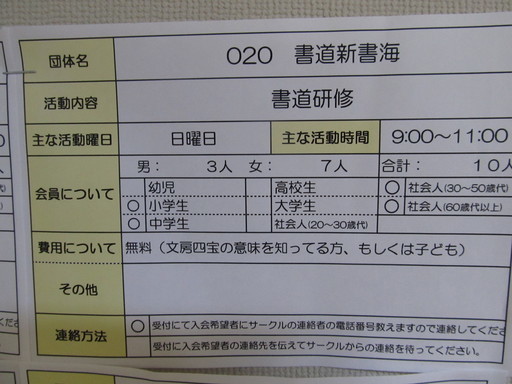 団体名 020 書道新書海
活動内容 書道研修
主な活動曜日 日曜日 主な活動時間 9:00~11:00
会員について 男: 3人 女: 7人 合計: 10人
幼児 高校生 ○ 社会人(30~50歳代)
○ 小学生 大学生 ○ 社会人(60歳代以上)
○ 中学生 社会人(20~30歳代)
費用について 無料(文房四宝の意味を知ってる方、もしくは子ども)
その他
連絡方法 ○ 受付にて入会希望者にサークルの連絡者の電話番号教えますので連絡してくださ
受付に入会希望者の連絡先を伝えてサークルからの連絡を待ってください。